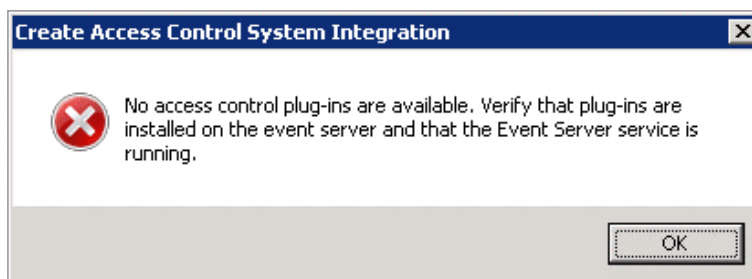 Create Access Control System Integration
No access control plug-ins are available. Verify that plug-ins are
installed on the event server and that the Event Server service is
running.
OK